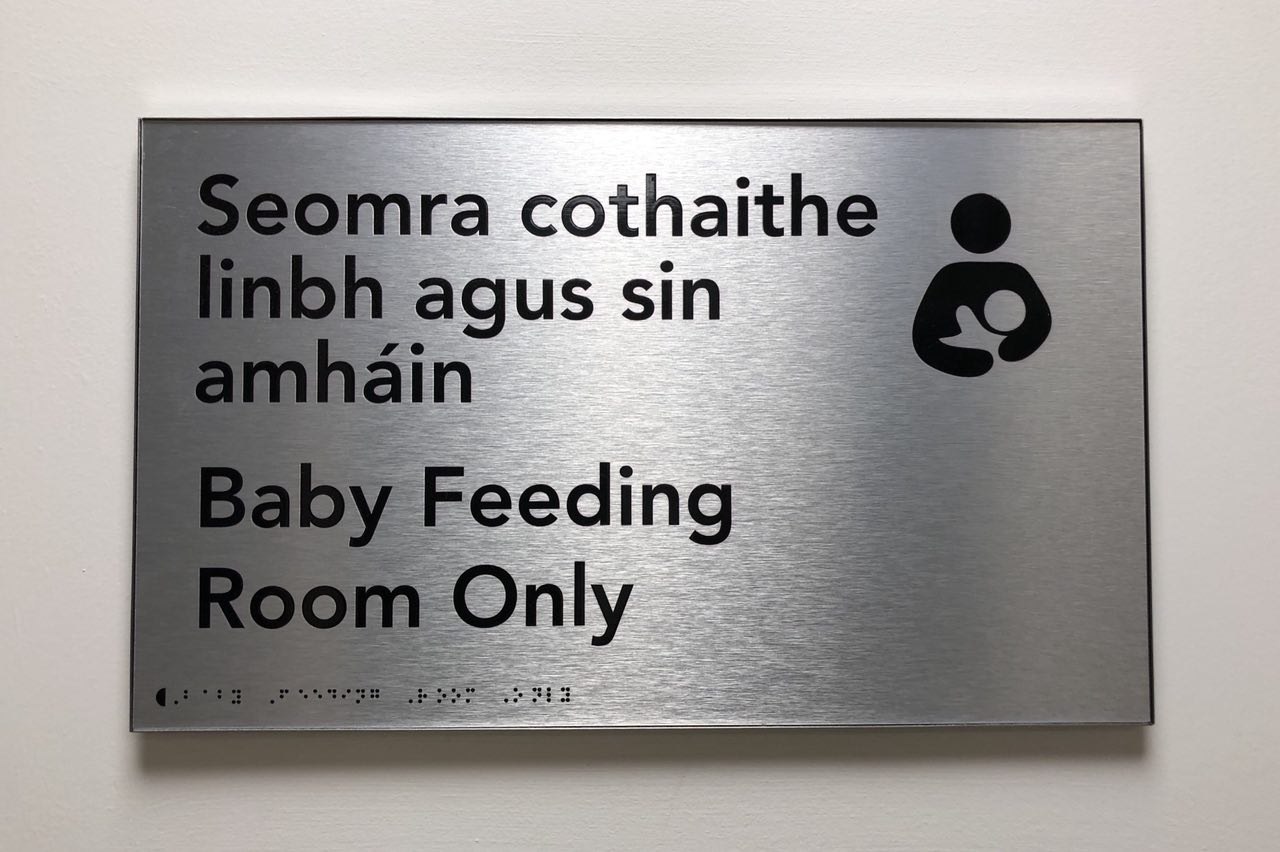 Seomra cothaithe
linbh agus sin
amháin
Baby Feeding
Room Only
⠠⠃⠁⠃⠽ ⠠⠋⠑⠑⠙⠊⠝⠛ ⠠⠗⠕⠕⠍ ⠠⠕⠝⠇⠽